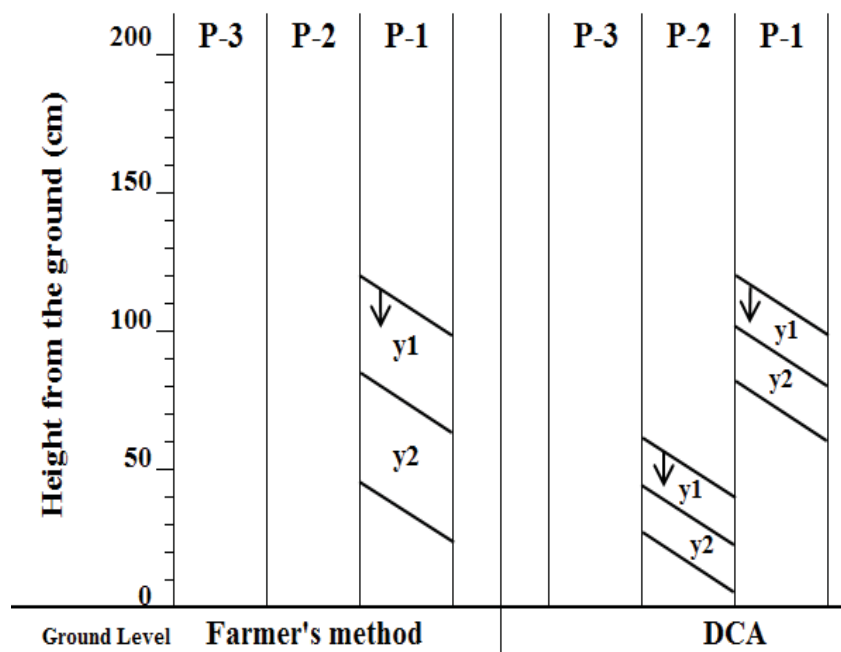 Height from the ground (cm)
200
150
100
50
0
P-3 P-2 P-1
y1
y2
P-3 P-2 P-1
y1
y2
y1
y2
Ground Level Farmer's method DCA